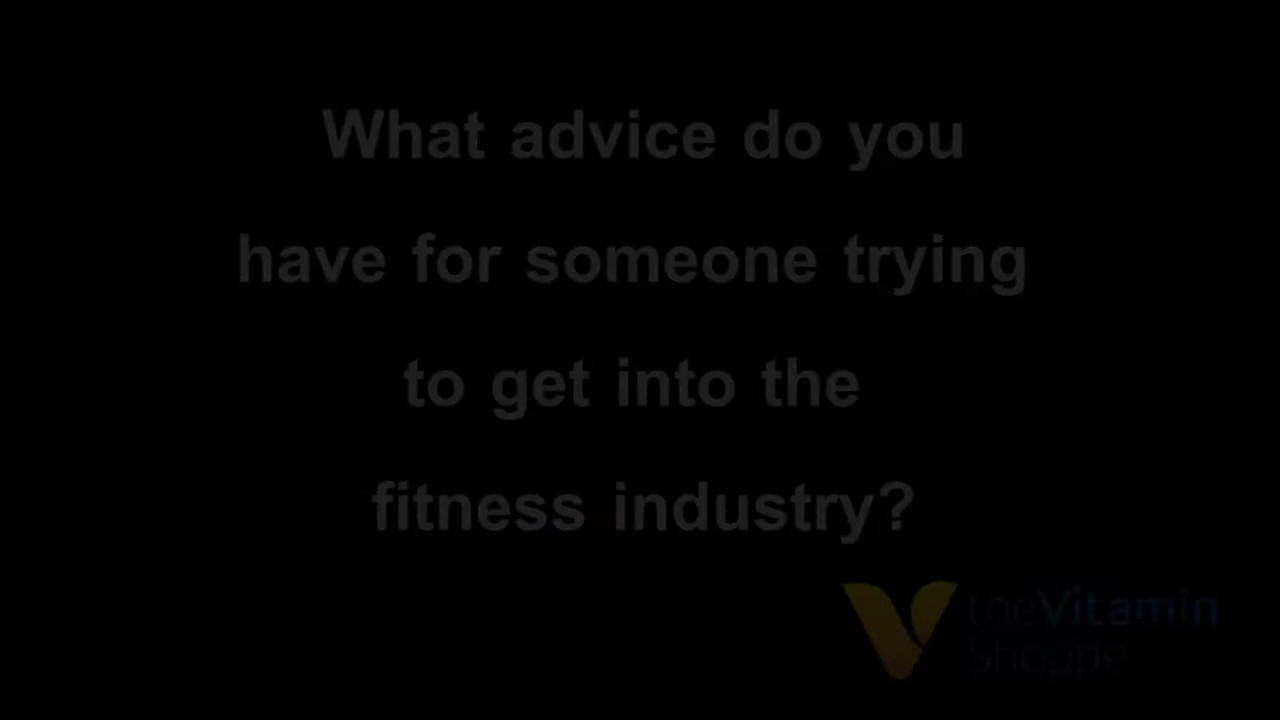 What advice do you
have for someone trying
to get into the
fitness industry?
theVitamin
Shoppe